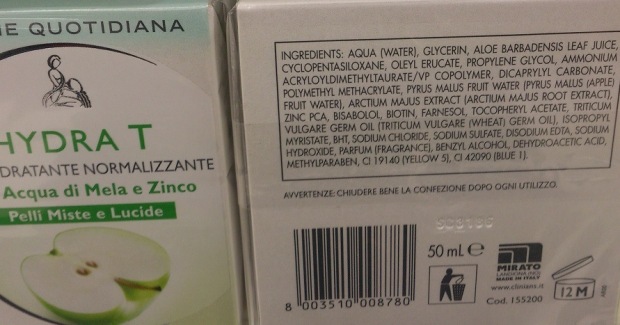 NE QUOTIDIANA
HYDRA T
DRATANTE NORMALIZZANTE
Acqua di Mela e Zinco
Pelli Miste e Lucide
INGREDIENTS: AQUA (WATER), GLYCERIN, ALOE BARBADENSIS LEAF JUICE,
CYCLOPENTASILOXANE, OLEYL ERUCATE, PROPYLENE GLYCOL, AMMONIUM
ACRYLOYLDIMETHYLTAURATE/VP COPOLYMER, DICAPRYLYL CARBONATE,
POLYMETHYL METHACRYLATE, PYRUS MALUS FRUIT WATER (PYRUS MALUS (APPLE)
FRUIT WATER), ARCTIUM MAJUS EXTRACT (ARCTIUM MAJUS ROOT EXTRACT),
ZINC PCA, BISABOLOL, BIOTIN, FARNESOL, TOCOPHERYL ACETATE, TRITICUM
VULGARE GERM OIL (TRITICUM VULGARE (WHEAT) GERM OIL), ISOPROPYL
MYRISTATE, BHT, SODIUM CHLORIDE, SODIUM SULFATE, DISODIUM EDTA, SODIUM
HYDROXIDE, PARFUM (FRAGRANCE), BENZYL ALCOHOL, DEHYDROACETIC ACID,
METHYLPARABEN, CI 19140 (YELLOW 5), CI 42090 (BLUE 1).
AVVERTENZE: CHIUDERE BENE LA CONFEZIONE DOPO OGNI UTILIZZO.
50 mL e
MIRATO
MADE IN ITALY
www.clinians.it
Cod. 155200
12 M
8 003510 008780